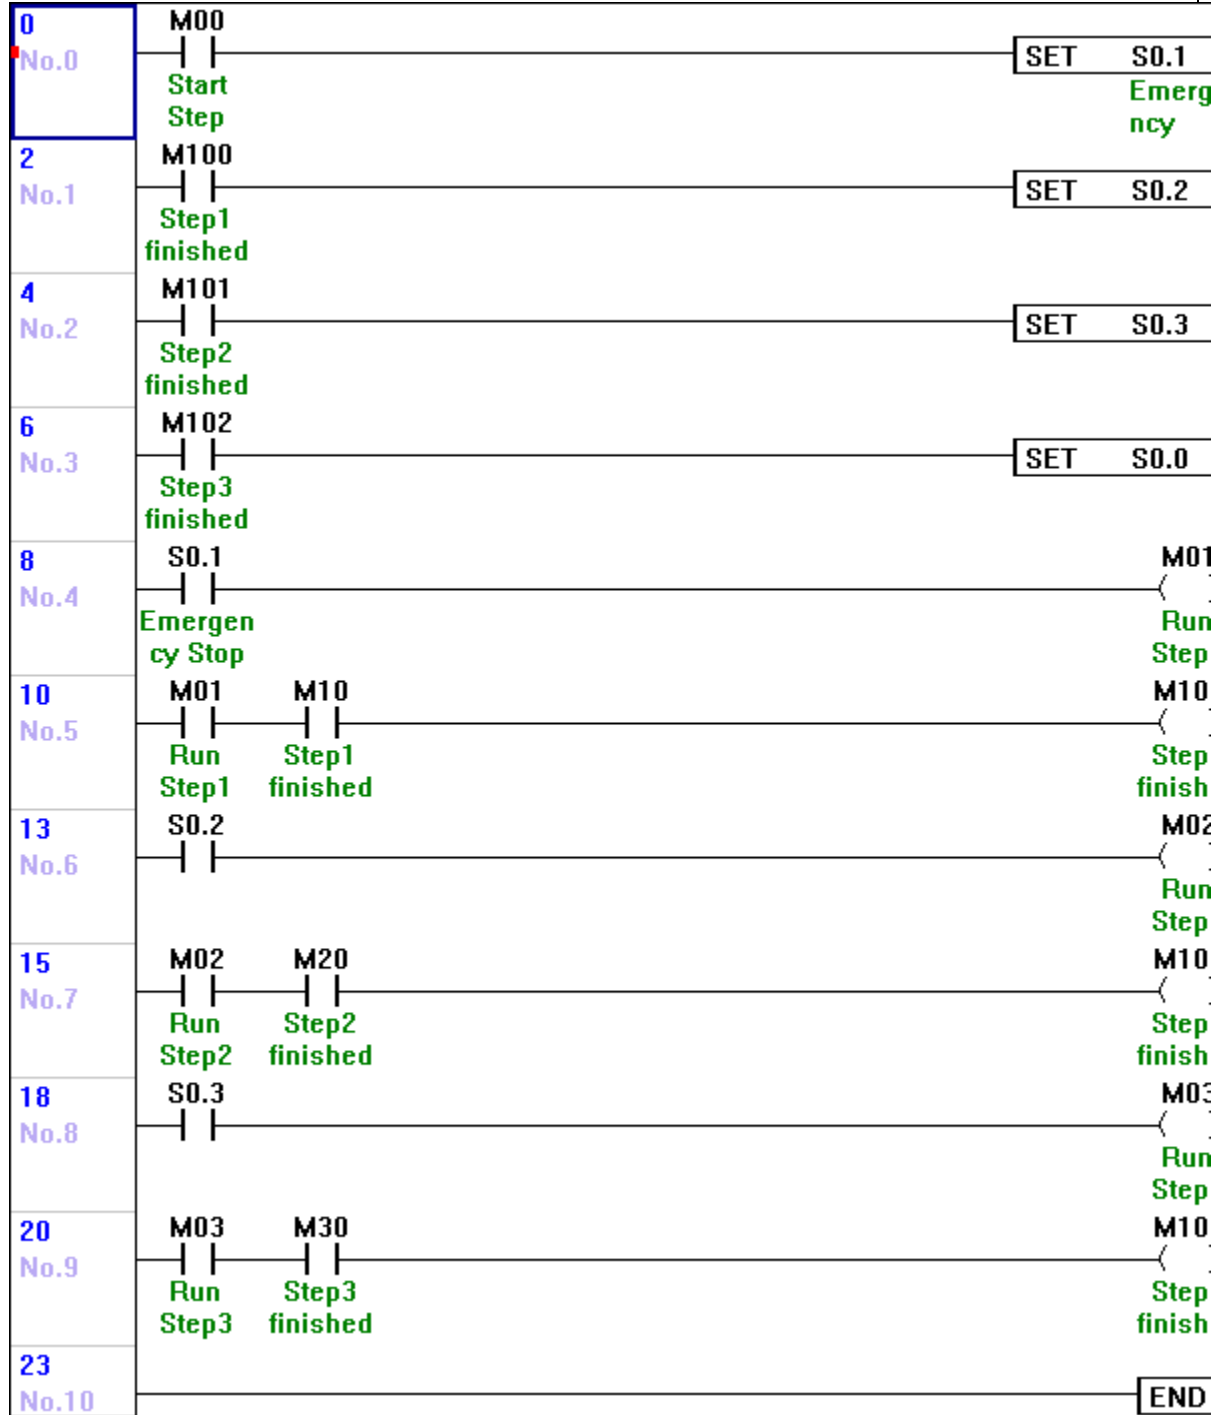 0 M00
No.0 SET S0.1
Start Emerg
Step ncy
2 M100
No.1 SET S0.2
Step1
finished
4 M101
No.2 SET S0.3
Step2
finished
6 M102
No.3 SET S0.0
Step3
finished
8 S0.1 M01
No.4
Emergen Run
cy Stop Step
10 M01 M10 M10
No.5
Run Step1 Step
Step1 finished finish
13 S0.2 M02
No.6
Run
Step
15 M02 M20 M10
No.7
Run Step2 Step
Step2 finished finish
18 S0.3 M03
No.8
Run
Step
20 M03 M30 M10
No.9
Run Step3 Step
Step3 finished finish
23
No.10 END